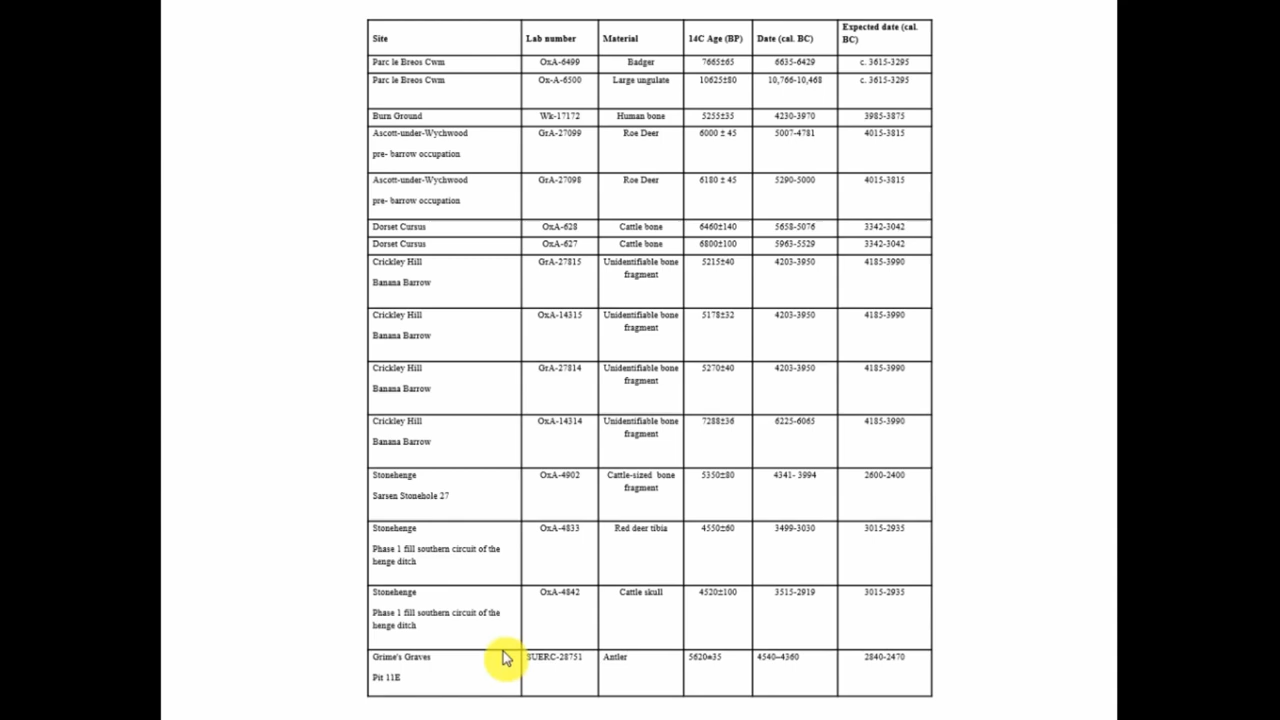 Site Lab number Material 14C Age (BP) Date (cal. BC) Expected date (cal. BC)
Parc le Breos Cwm OxA-6499 Badger 7665±65 6635-6429 c. 3615-3295
Parc le Breos Cwm Ox-A-6500 Large ungulate 10625±80 10,766-10,468 c. 3615-3295
Burn Ground Wk-17172 Human bone 5255±35 4230-3970 3985-3875
Ascott-under-Wychwood GrA-27099 Roe Deer 6000 ± 45 5007-4781 4015-3815
pre- barrow occupation
Ascott-under-Wychwood GrA-27098 Roe Deer 6180 ± 45 5290-5000 4015-3815
pre- barrow occupation
Dorset Cursus OxA-628 Cattle bone 6460±140 5658-5076 3342-3042
Dorset Cursus OxA-627 Cattle bone 6800±100 5963-5529 3342-3042
Crickley Hill GrA-27815 Unidentifiable bone 5215±40 4203-3950 4185-3990
fragment
Banana Barrow
Crickley Hill OxA-14315 Unidentifiable bone 5178±32 4203-3950 4185-3990
fragment
Banana Barrow
Crickley Hill GrA-27814 Unidentifiable bone 5270±40 4203-3950 4185-3990
fragment
Banana Barrow
Crickley Hill OxA-14314 Unidentifiable bone 7288±36 6225-6065 4185-3990
fragment
Banana Barrow
Stonehenge OxA-4902 Cattle-sized bone 5350±80 4341- 3994 2600-2400
fragment
Sarsen Stonehole 27
Stonehenge OxA-4833 Red deer tibia 4550±60 3499-3030 3015-2935
Phase 1 fill southern circuit of the
henge ditch
Stonehenge OxA-4842 Cattle skull 4520±100 3515-2919 3015-2935
Phase 1 fill southern circuit of the
henge ditch
Grime's Graves SUERC-28751 Antler 5620±35 4540–4360 2840-2470
Pit 11E